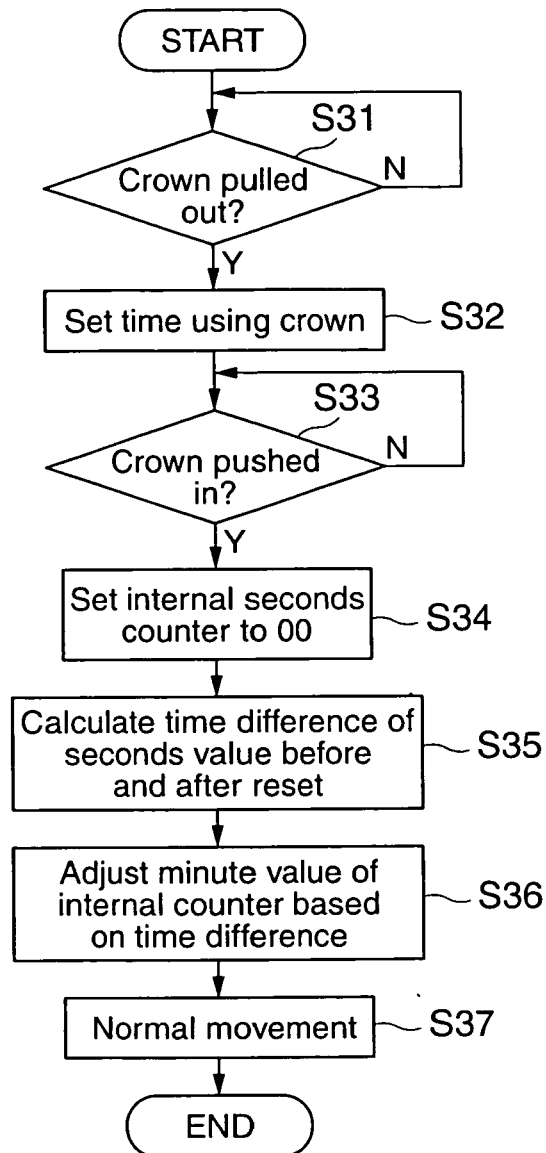 START
S31
Crown pulled
out?
N
Y
Set time using crown
S32
S33
Crown pushed
in?
N
Y
Set internal seconds
counter to 00
S34
Calculate time difference of
seconds value before
and after reset
S35
Adjust minute value of
internal counter based
on time difference
S36
Normal movement
S37
END